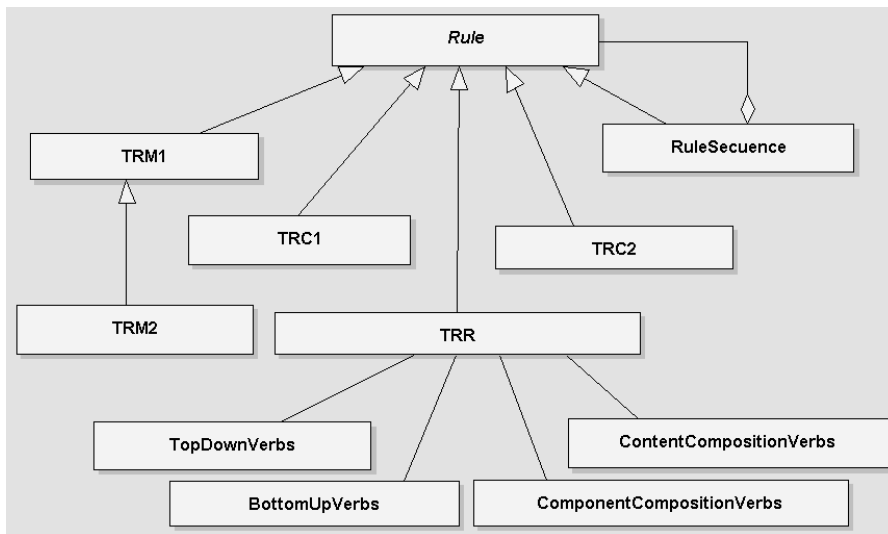 Rule
TRM1
RuleSecuence
TRC1
TRC2
TRM2
TRR
TopDownVerbs
ContentCompositionVerbs
BottomUpVerbs
ComponentCompositionVerbs